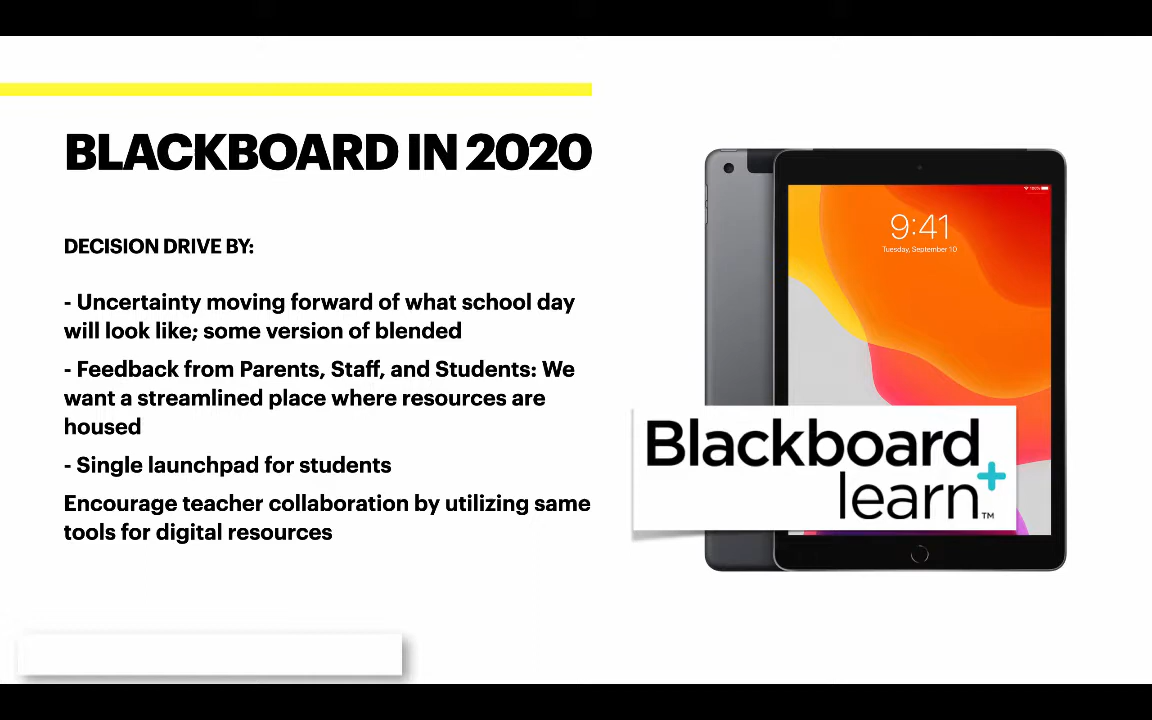 BLACKBOARD IN 2020
DECISION DRIVE BY:
- Uncertainty moving forward of what school day
will look like; some version of blended
- Feedback from Parents, Staff, and Students: We
want a streamlined place where resources are
housed
- Single launchpad for students
Encourage teacher collaboration by utilizing same
tools for digital resources
100%
9:41
Tuesday, September 10
Blackboard
learn+™